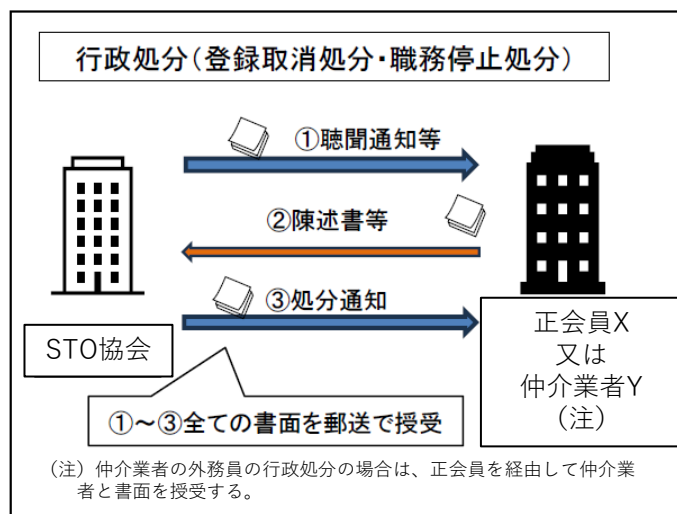 行政処分(登録取消処分・職務停止処分)
①聴聞通知等
②陳述書等
③処分通知
STO協会
正会員X
又は
仲介業者Y
（注）
①～③全ての書面を郵送で授受
（注）仲介業者の外務員の行政処分の場合は、正会員を経由して仲介業
者と書面を授受する。